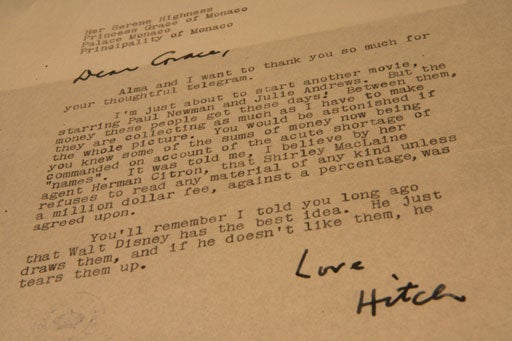 Her Serene Highness
Princess Grace of Monaco
Palace Monaco
Principality of Monaco
Dear Grace,
Alma and I want to thank you so much for
your thoughtful telegram.
I'm just about to start another movie,
starring Paul Newman and Julie Andrews. But the
money these people get these days! Between them,
they are collecting as much as I have to make
the whole picture. You would be astonished if
you knew some of the sums of money now being
commanded on account of the acute shortage of
"names". It was told me, I believe by her
agent Herman Citron, that Shirley MacLaine
refuses to read any material of any kind unless
a million dollar fee, against a percentage, was
agreed upon.
You'll remember I told you long ago
that Walt Disney has the best idea. He just
draws them, and if he doesn't like them, he
tears them up.
Love
Hitch